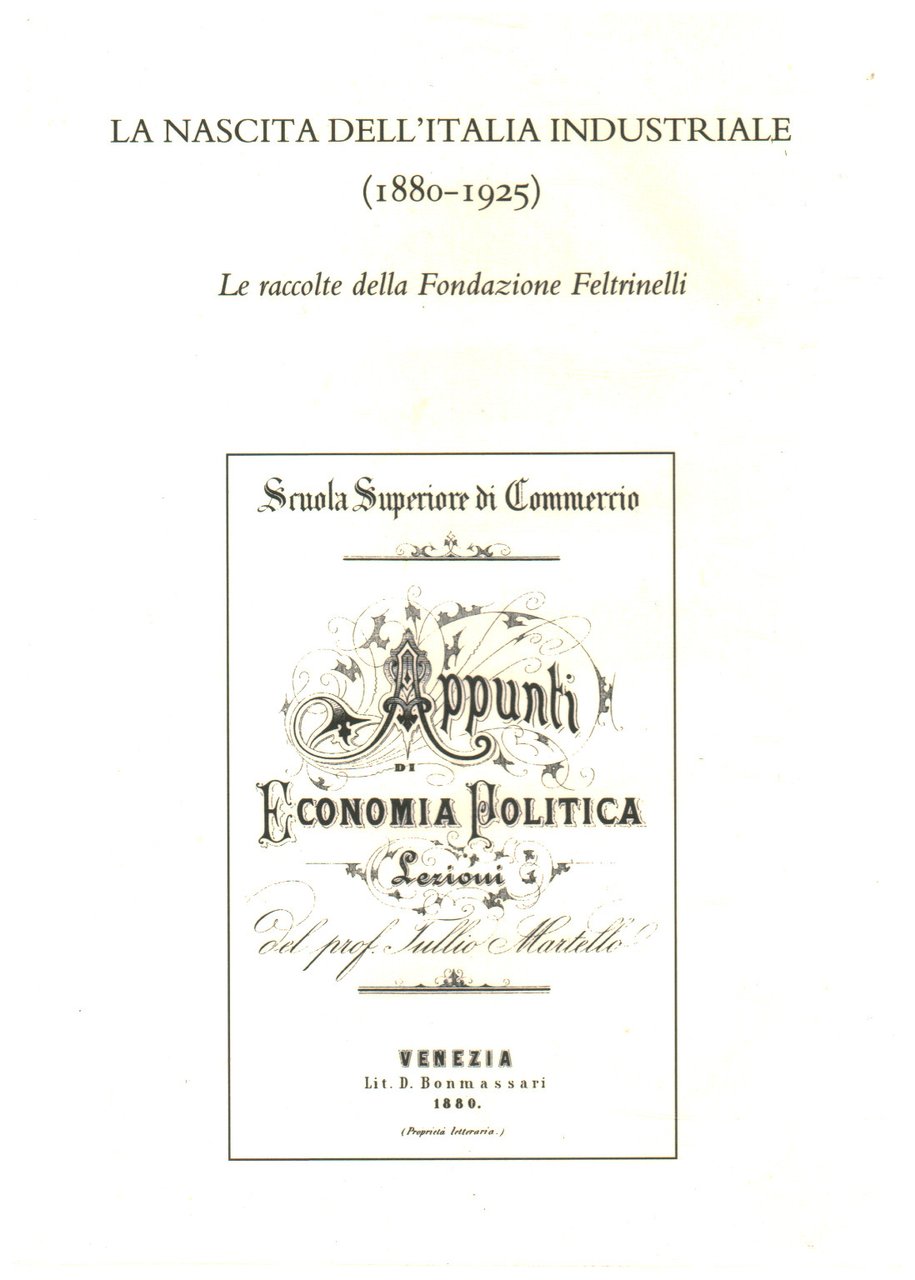 LA NASCITA DELL'ITALIA INDUSTRIALE
(1880-1925)
Le raccolte della Fondazione Feltrinelli
Scuola Superiore di Commercio
Appunti
DI
ECONOMIA POLITICA
Lezioni
del prof. Tullio Martello
VENEZIA
Lit. D. Bonmassari
1880.
(Proprietà letteraria.)